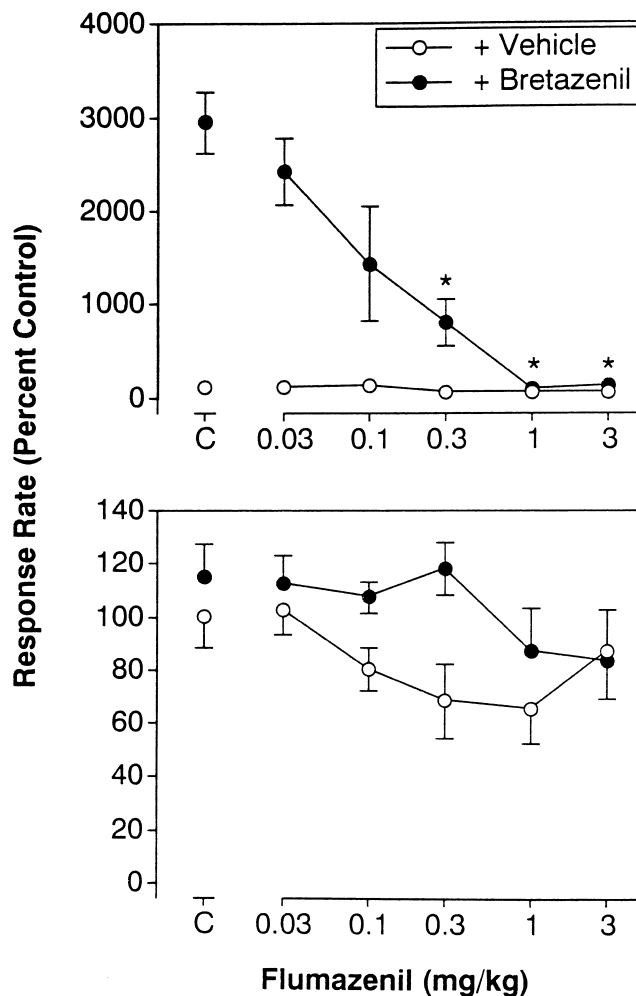 4000
+ Vehicle
+ Bretazenil
3000
2000
1000
*
* *
0
C 0.03 0.1 0.3 1 3
Response Rate (Percent Control)
140
120
100
80
60
40
20
0
C 0.03 0.1 0.3 1 3
Flumazenil (mg/kg)